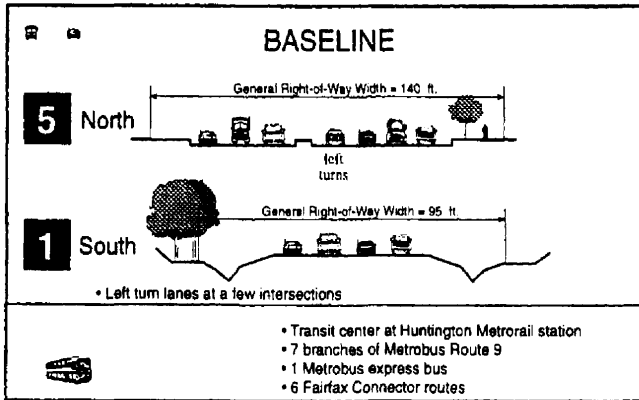 BASELINE
General Right-of-Way Width = 140 ft.
5 North
left
turns
General Right-of-Way Width = 95 ft.
1 South
• Left turn lanes at a few intersections
• Transit center at Huntington Metrorail station
• 7 branches of Metrobus Route 9
• 1 Metrobus express bus
• 6 Fairfax Connector routes